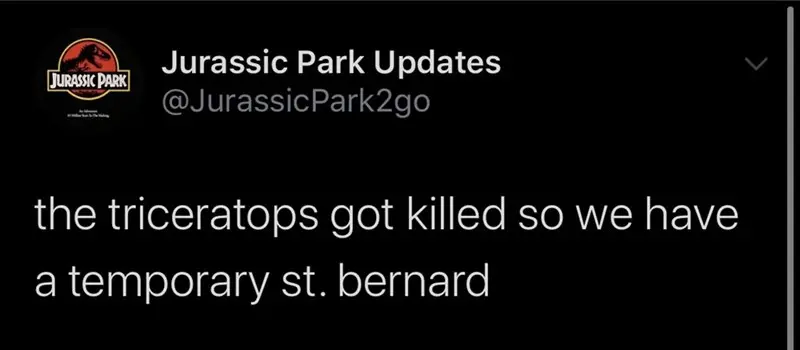 JURASSIC PARK
Jurassic Park Updates
@JurassicPark2go
the triceratops got killed so we have
a temporary st. bernard